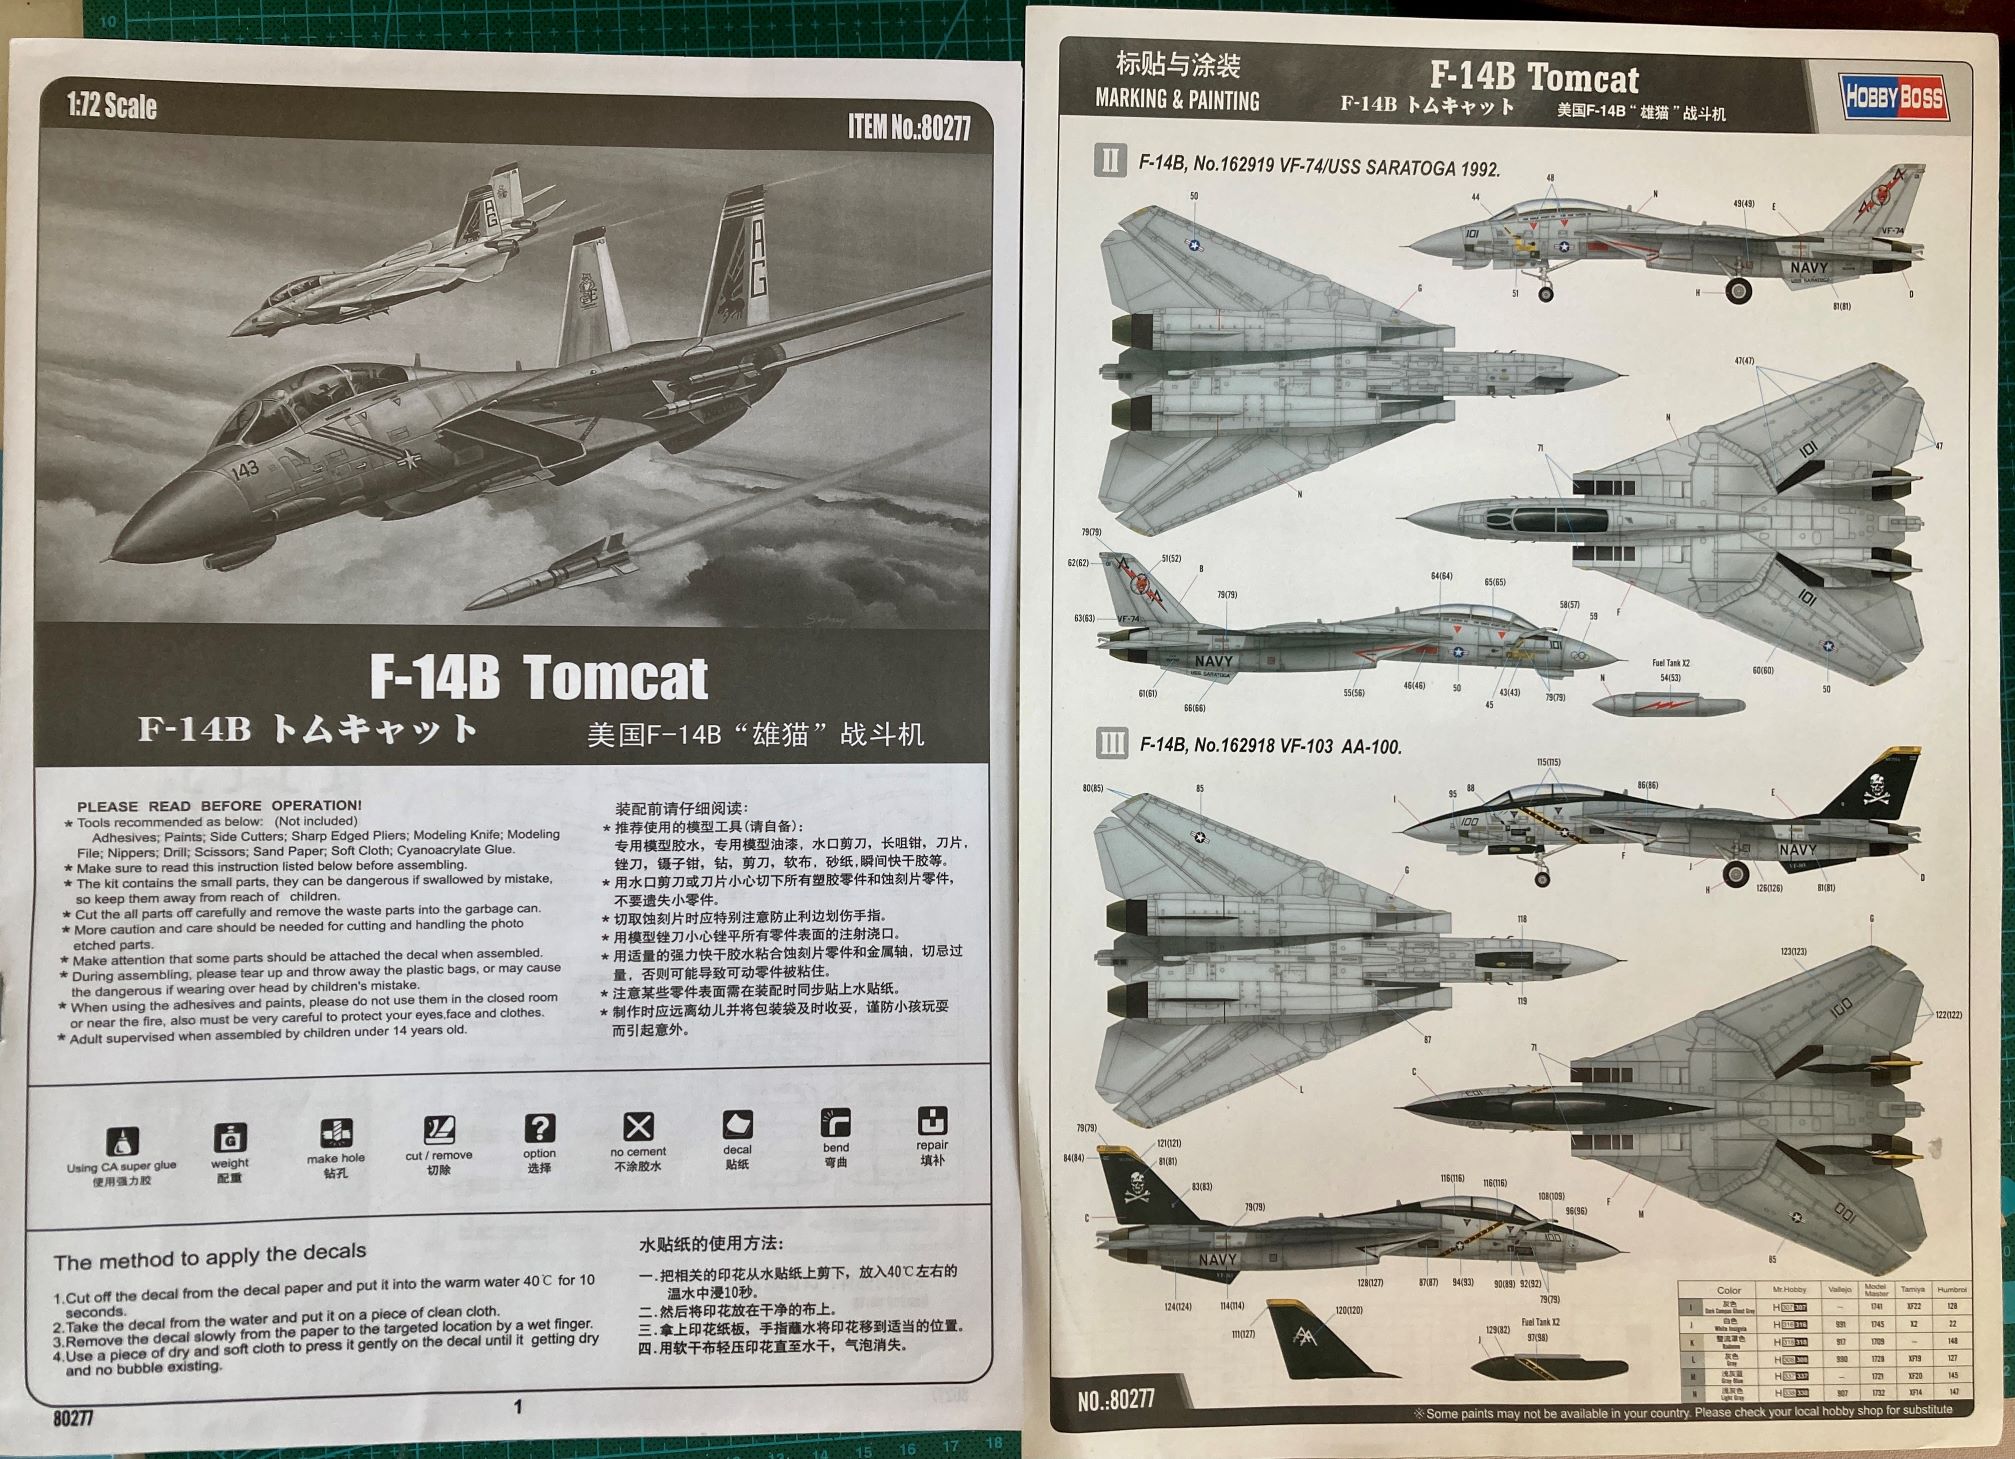 10
1:72 Scale
ITEM No.:80277
AG
AG
143
F-14B Tomcat
F-14B トムキャット
美国F-14B“雄猫”战斗机
PLEASE READ BEFORE OPERATION!
* Tools recommended as below: (Not included)
Adhesives; Paints; Side Cutters; Sharp Edged Pliers; Modeling Knife; Modeling
File; Nippers; Drill; Scissors; Sand Paper; Soft Cloth; Cyanoacrylate Glue.
* Make sure to read this instruction listed below before assembling.
* The kit contains the small parts, they can be dangerous if swallowed by mistake,
so keep them away from reach of children.
* Cut the all parts off carefully and remove the waste parts into the garbage can.
* More caution and care should be needed for cutting and handling the photo
etched parts.
* Make attention that some parts should be attached the decal when assembled.
* During assembling, please tear up and throw away the plastic bags, or may cause
the dangerous if wearing over head by children's mistake.
* When using the adhesives and paints, please do not use them in the closed room
or near the fire, also must be very careful to protect your eyes,face and clothes.
* Adult supervised when assembled by children under 14 years old.
装配前请仔细阅读：
* 推荐使用的模型工具(请自备)：
专用模型胶水，专用模型油漆，水口剪刀，长咀钳，刀片，
锉刀，镊子钳，钻，剪刀，软布，砂纸,瞬间快干胶等。
* 用水口剪刀或刀片小心切下所有塑胶零件和蚀刻片零件，
不要遗失小零件。
* 切取蚀刻片时应特别注意防止利边划伤手指。
* 用模型锉刀小心锉平所有零件表面的注射浇口。
* 用适量的强力快干胶水粘合蚀刻片零件和金属轴，切忌过
量，否则可能导致可动零件被粘住。
* 注意某些零件表面需在装配时同步贴上水贴纸。
* 制作时应远离幼儿并将包装袋及时收妥，谨防小孩玩耍
而引起意外。
Using CA super glue
使用强力胶
weight
配重
make hole
钻孔
cut / remove
切除
option
选择
no cement
不涂胶水
decal
贴纸
bend
弯曲
repair
填补
The method to apply the decals
1.Cut off the decal from the decal paper and put it into the warm water 40℃ for 10
seconds.
2.Take the decal from the water and put it on a piece of clean cloth.
3.Remove the decal slowly from the paper to the targeted location by a wet finger.
4.Use a piece of dry and soft cloth to press it gently on the decal until it getting dry
and no bubble existing.
水贴纸的使用方法：
一.把相关的印花从水贴纸上剪下，放入40℃左右的
温水中浸10秒。
二.然后将印花放在干净的布上。
三.拿上印花纸板，手指蘸水将印花移到适当的位置。
四.用软干布轻压印花直至水干，气泡消失。
80277
1
14 15 16 17 18
标贴与涂装
MARKING & PAINTING
F-14B Tomcat
F-14B トムキャット
美国F-14B“雄猫”战斗机
HOBBY BOSS
II F-14B, No.162919 VF-74/USS SARATOGA 1992.
50
G
N
44
48
N
49(49)
E
101
VF-74
NAVY
USS SARATOGA
51
H
81(81)
D
47(47)
N
47
71
101
101
F
60(60)
50
79(79)
62(62)
51(52)
B
79(79)
63(63)
VF-74
NAVY
USS SARATOGA
61(61)
66(66)
64(64)
65(65)
58(57)
59
101
55(56)
46(46)
50
45
43(43)
79(79)
Fuel Tank X2
54(53)
N
III F-14B, No.162918 VF-103 AA-100.
80(85)
85
G
118
119
87
L
I
95
88
115(115)
86(86)
E
100
NAVY
F
J
H
126(126)
81(81)
D
G
123(123)
100
122(122)
71
C
100
F
M
85
79(79)
84(84)
121(121)
81(81)
83(83)
C
79(79)
NAVY
124(124)
114(114)
116(116)
116(116)
108(109)
96(96)
100
128(127)
87(87)
94(93)
90(89)
92(92)
79(79)
111(127)
120(120)
AA
Fuel Tank X2
129(82)
97(98)
J
Color Mr.Hobby Vallejo Model Master Tamiya Humbrol
I 灰色 Dark Compass Ghost Grey H307 307 — 1741 XF22 128
J 白色 White Insignia H316 316 991 1745 X2 22
K 雷达罩色 Radome H318 318 917 1709 — 148
L 灰色 Gray H308 308 990 1728 XF19 127
M 浅灰蓝 Gray Blue H337 337 — 1721 XF20 145
N 浅灰色 Light Gray H338 338 907 1732 XF14 147
NO.:80277
※Some paints may not be available in your country. Please check your local hobby shop for substitute